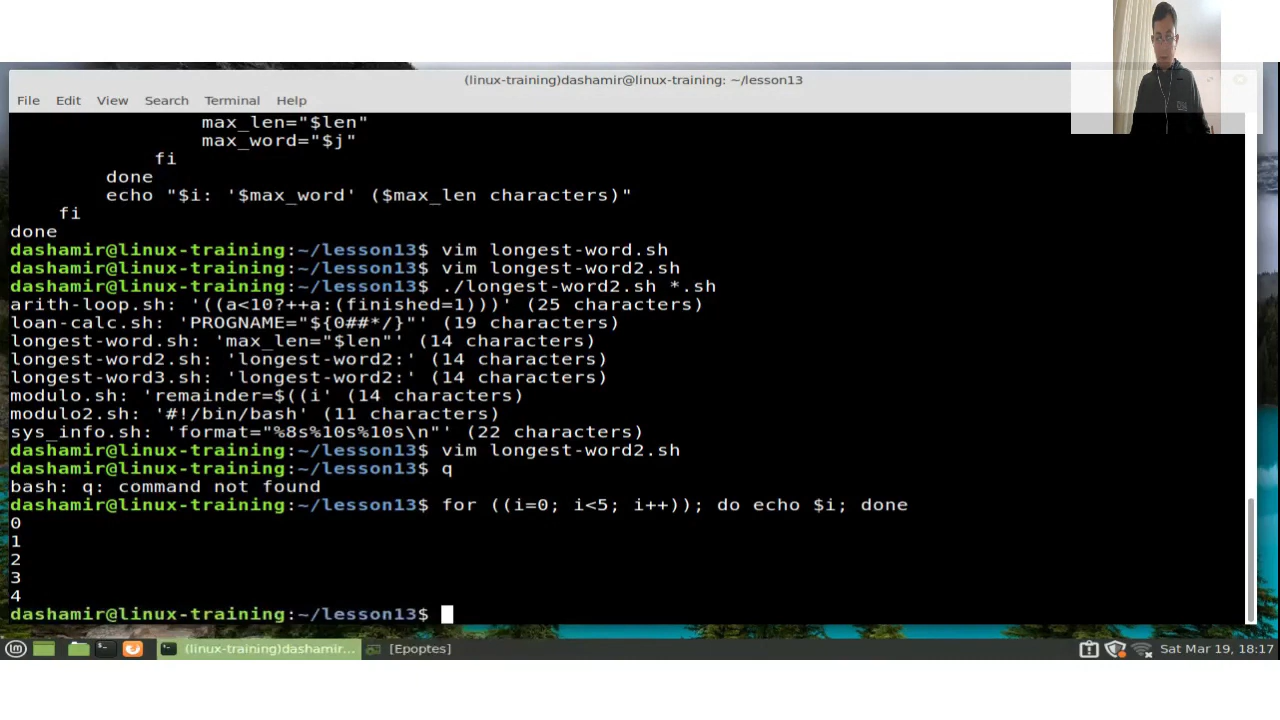 (linux-training)dashamir@linux-training: ~/lesson13
File Edit View Search Terminal Help
max_len="$len"
max_word="$j"
fi
done
echo "$i: '$max_word' ($max_len characters)"
fi
done
dashamir@linux-training:~/lesson13$ vim longest-word.sh
dashamir@linux-training:~/lesson13$ vim longest-word2.sh
dashamir@linux-training:~/lesson13$ ./longest-word2.sh *.sh
arith-loop.sh: '((a<10?++a:(finished=1)))' (25 characters)
loan-calc.sh: 'PROGNAME="${0##*/}"' (19 characters)
longest-word.sh: 'max_len="$len"' (14 characters)
longest-word2.sh: 'longest-word2:' (14 characters)
longest-word3.sh: 'longest-word2:' (14 characters)
modulo.sh: 'remainder=$((i' (14 characters)
modulo2.sh: '#!/bin/bash' (11 characters)
sys_info.sh: 'format="%8s%10s%10s\n"' (22 characters)
dashamir@linux-training:~/lesson13$ vim longest-word2.sh
dashamir@linux-training:~/lesson13$ q
bash: q: command not found
dashamir@linux-training:~/lesson13$ for ((i=0; i<5; i++)); do echo $i; done
0
1
2
3
4
dashamir@linux-training:~/lesson13$
(linux-training)dashamir... [Epoptes] Sat Mar 19, 18:17